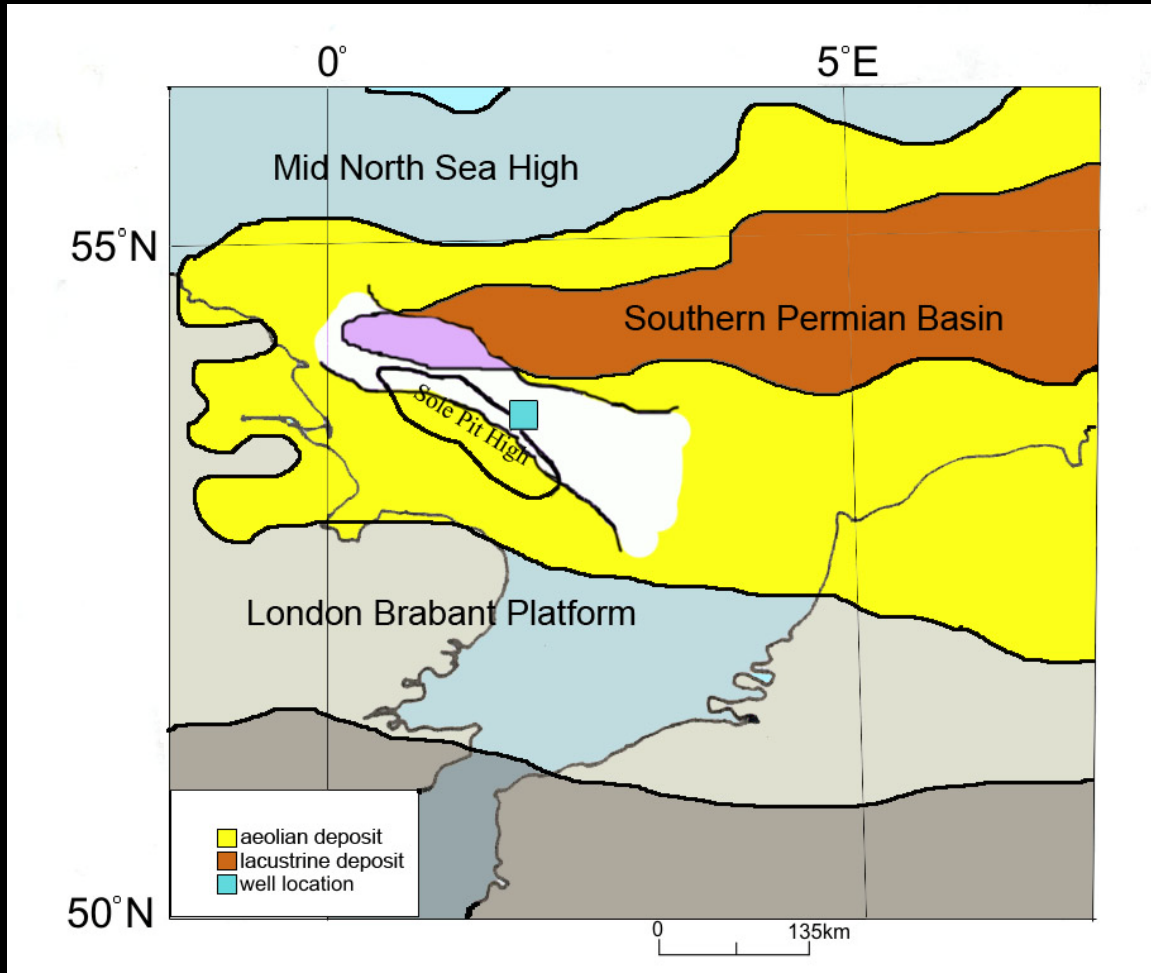 0° 5°E
Mid North Sea High
55°N
Southern Permian Basin
Sole Pit High
London Brabant Platform
aeolian deposit
lacustrine deposit
well location
50°N
0 135km